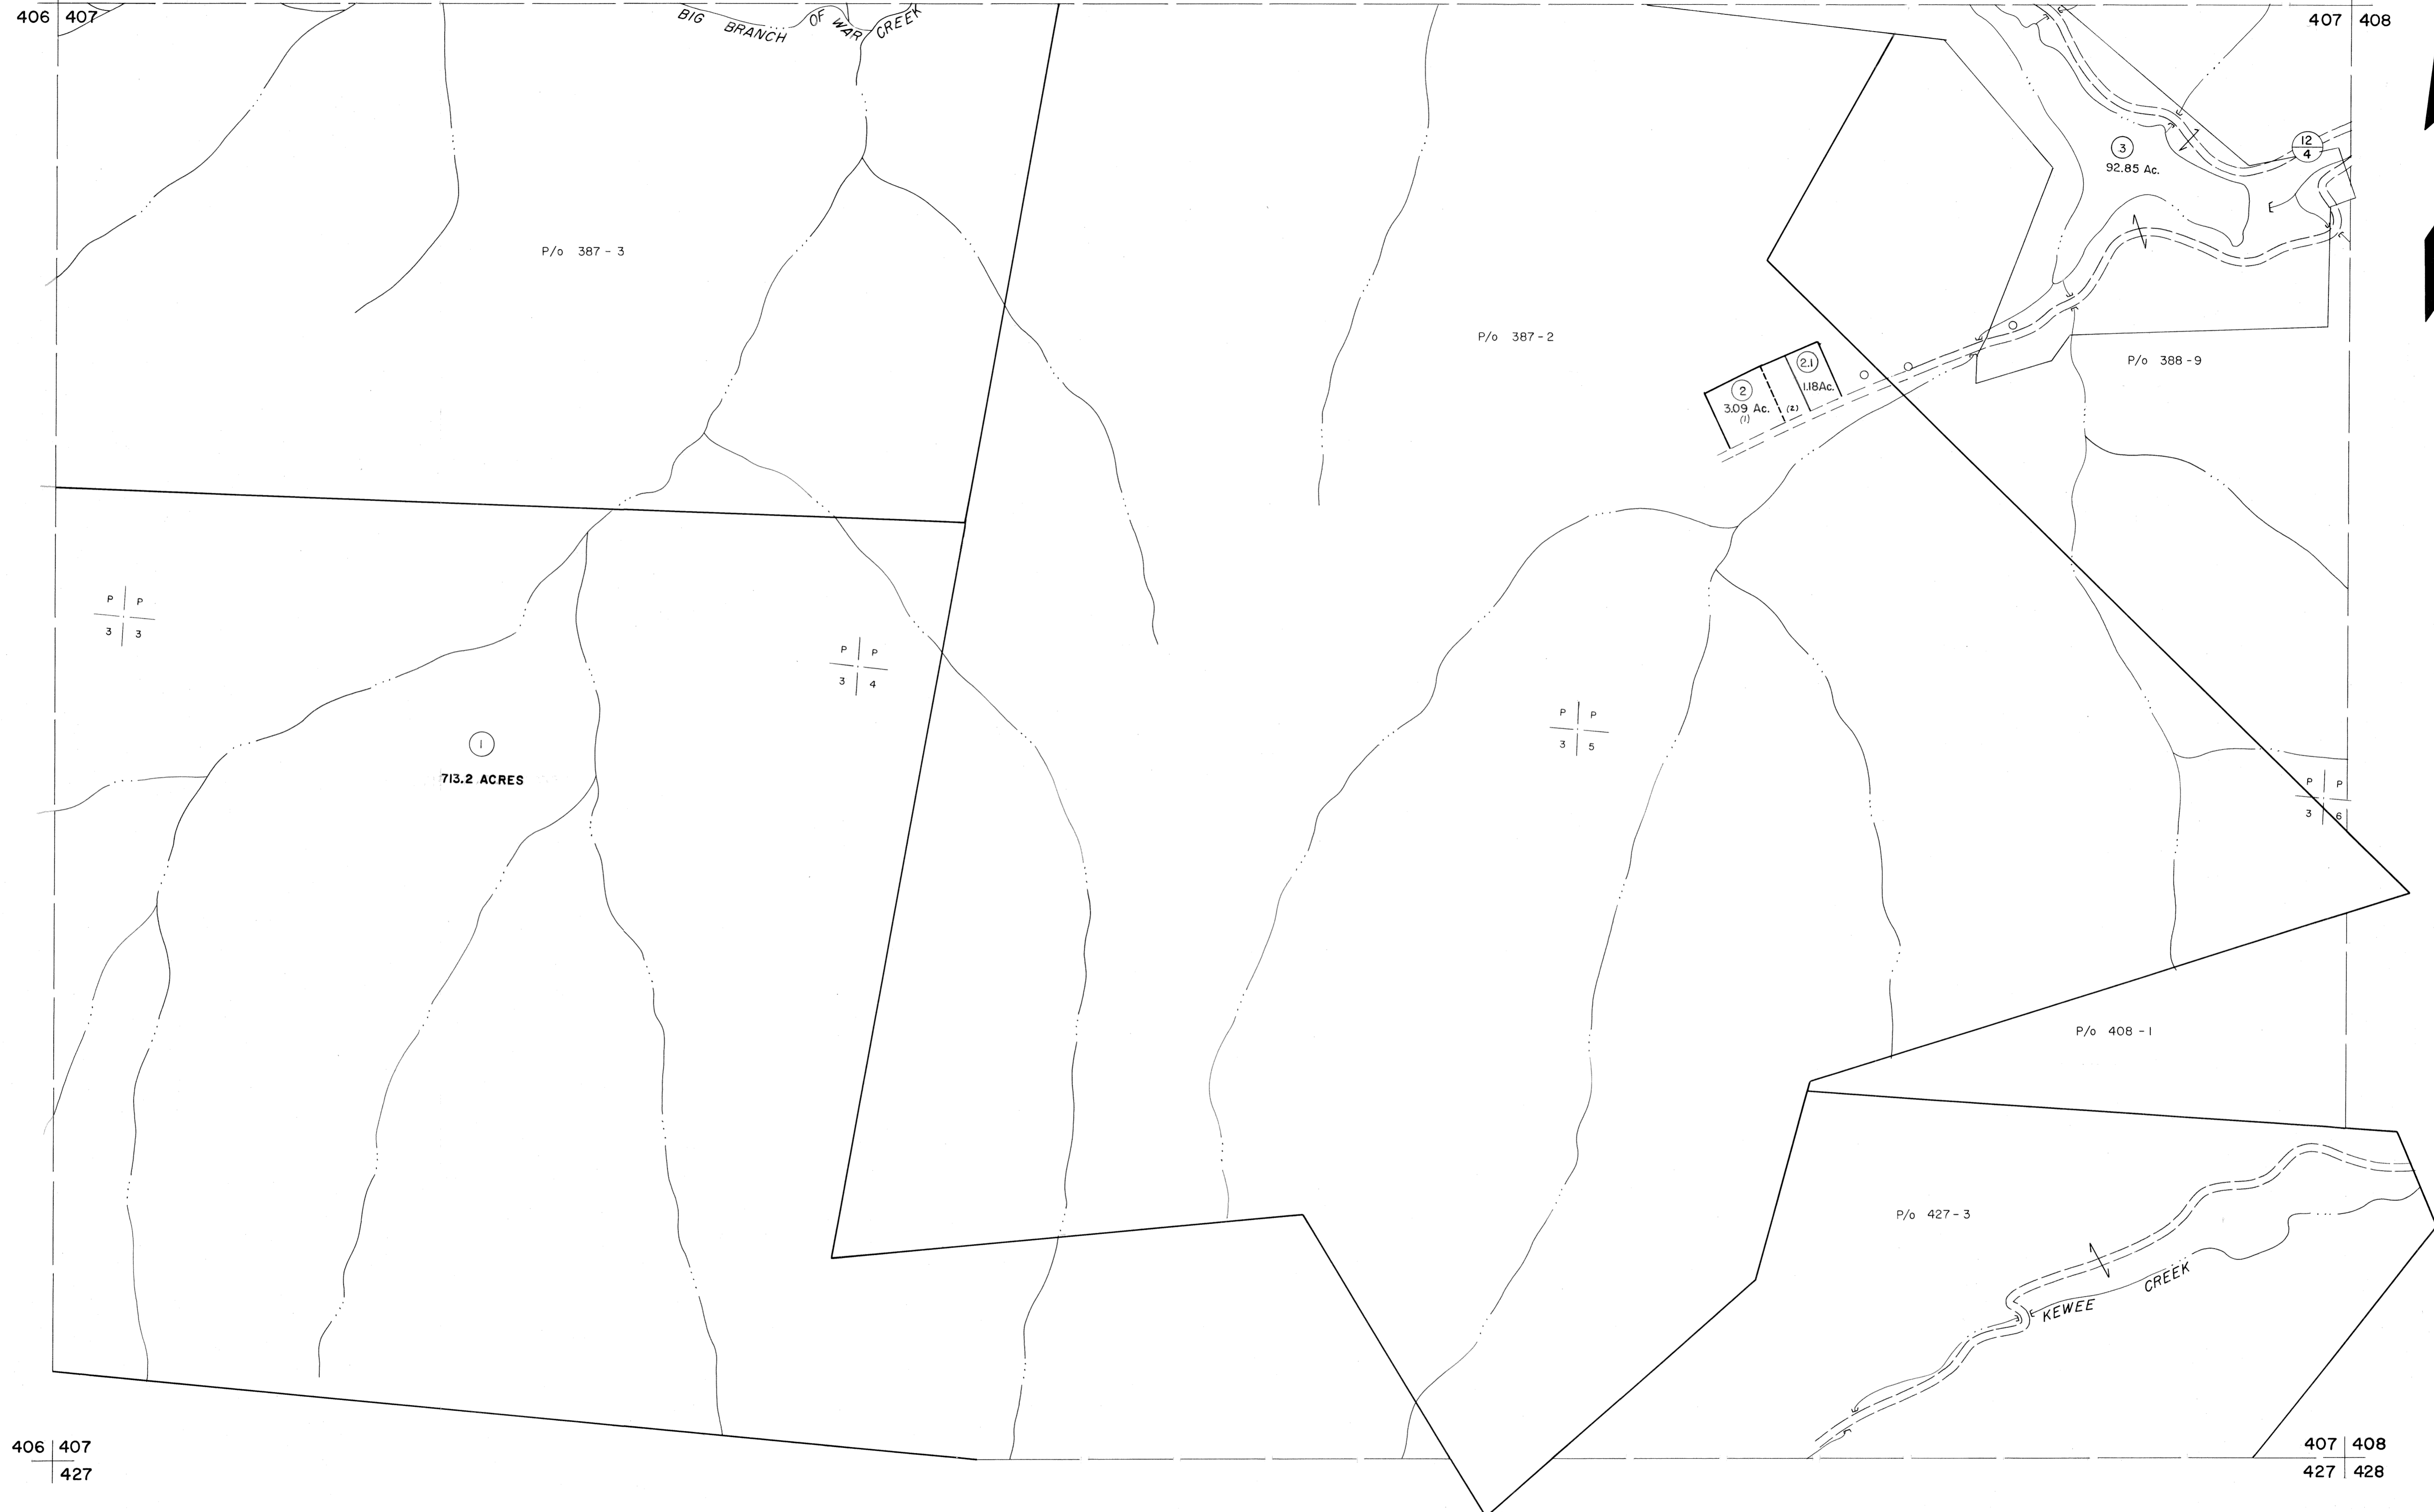 406 407
BIG BRANCH OF WAR CREEK
407 408
12
4
3
92.85 Ac.
P/o 387-3
P/o 387-2
P/o 388-9
2.1
1.18Ac.
2
3.09 Ac.
(1)
(2)
P P
3 3
P P
3 4
P P
3 5
1
713.2 ACRES
P P
3 6
P/o 408-1
P/o 427-3
KEWEE CREEK
406 407
427
407 408
427 428